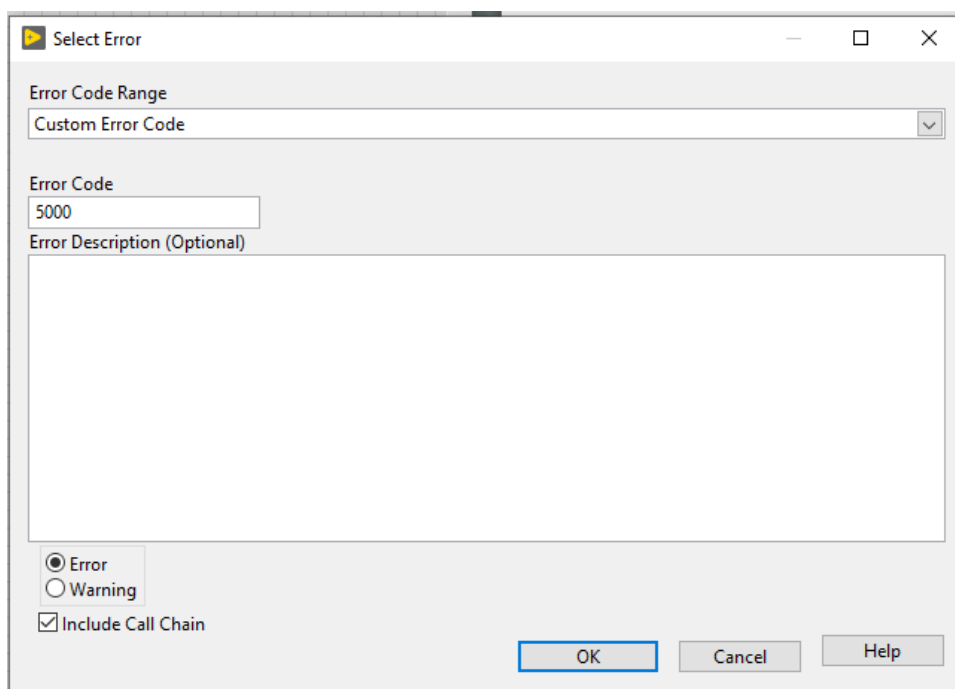 Select Error
Error Code Range
Custom Error Code
Error Code
5000
Error Description (Optional)
Error
Warning
Include Call Chain
OK Cancel Help